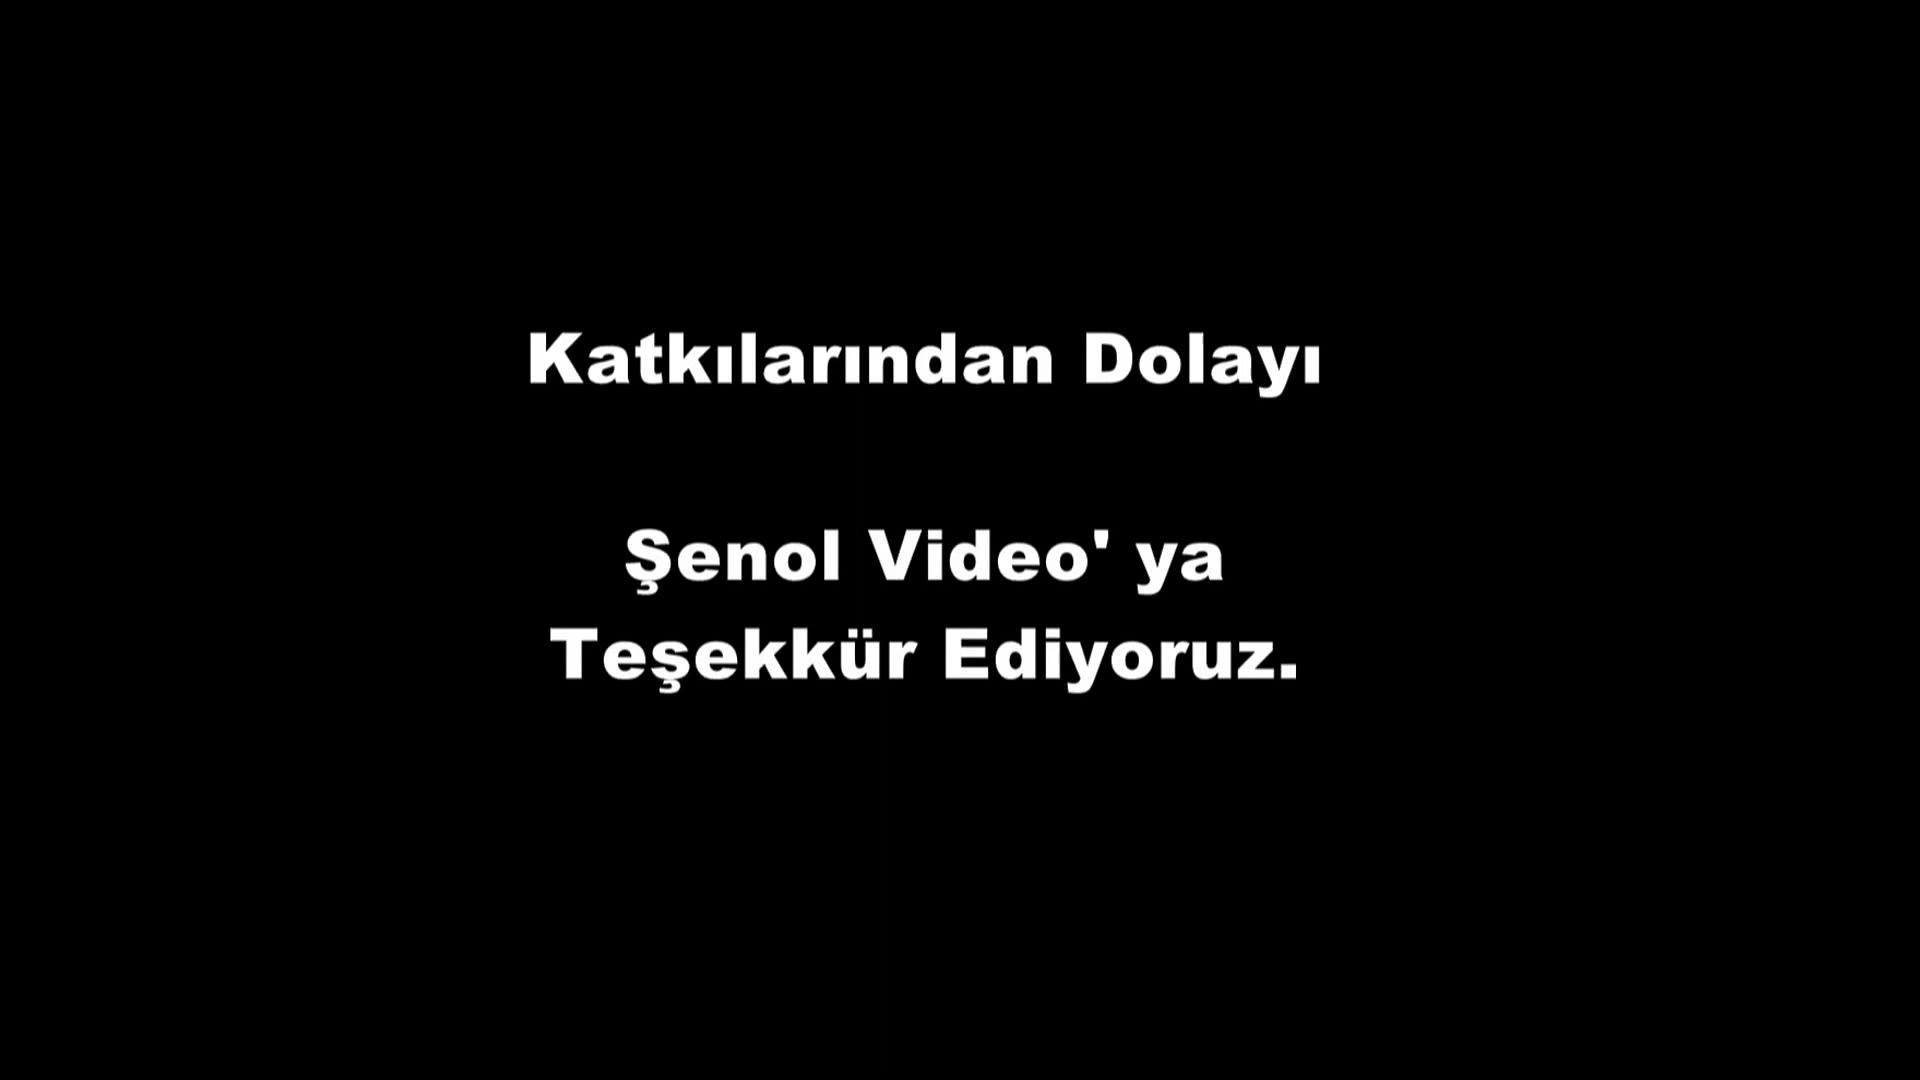 Katkılarından Dolayı
Şenol Video' ya
Teşekkür Ediyoruz.